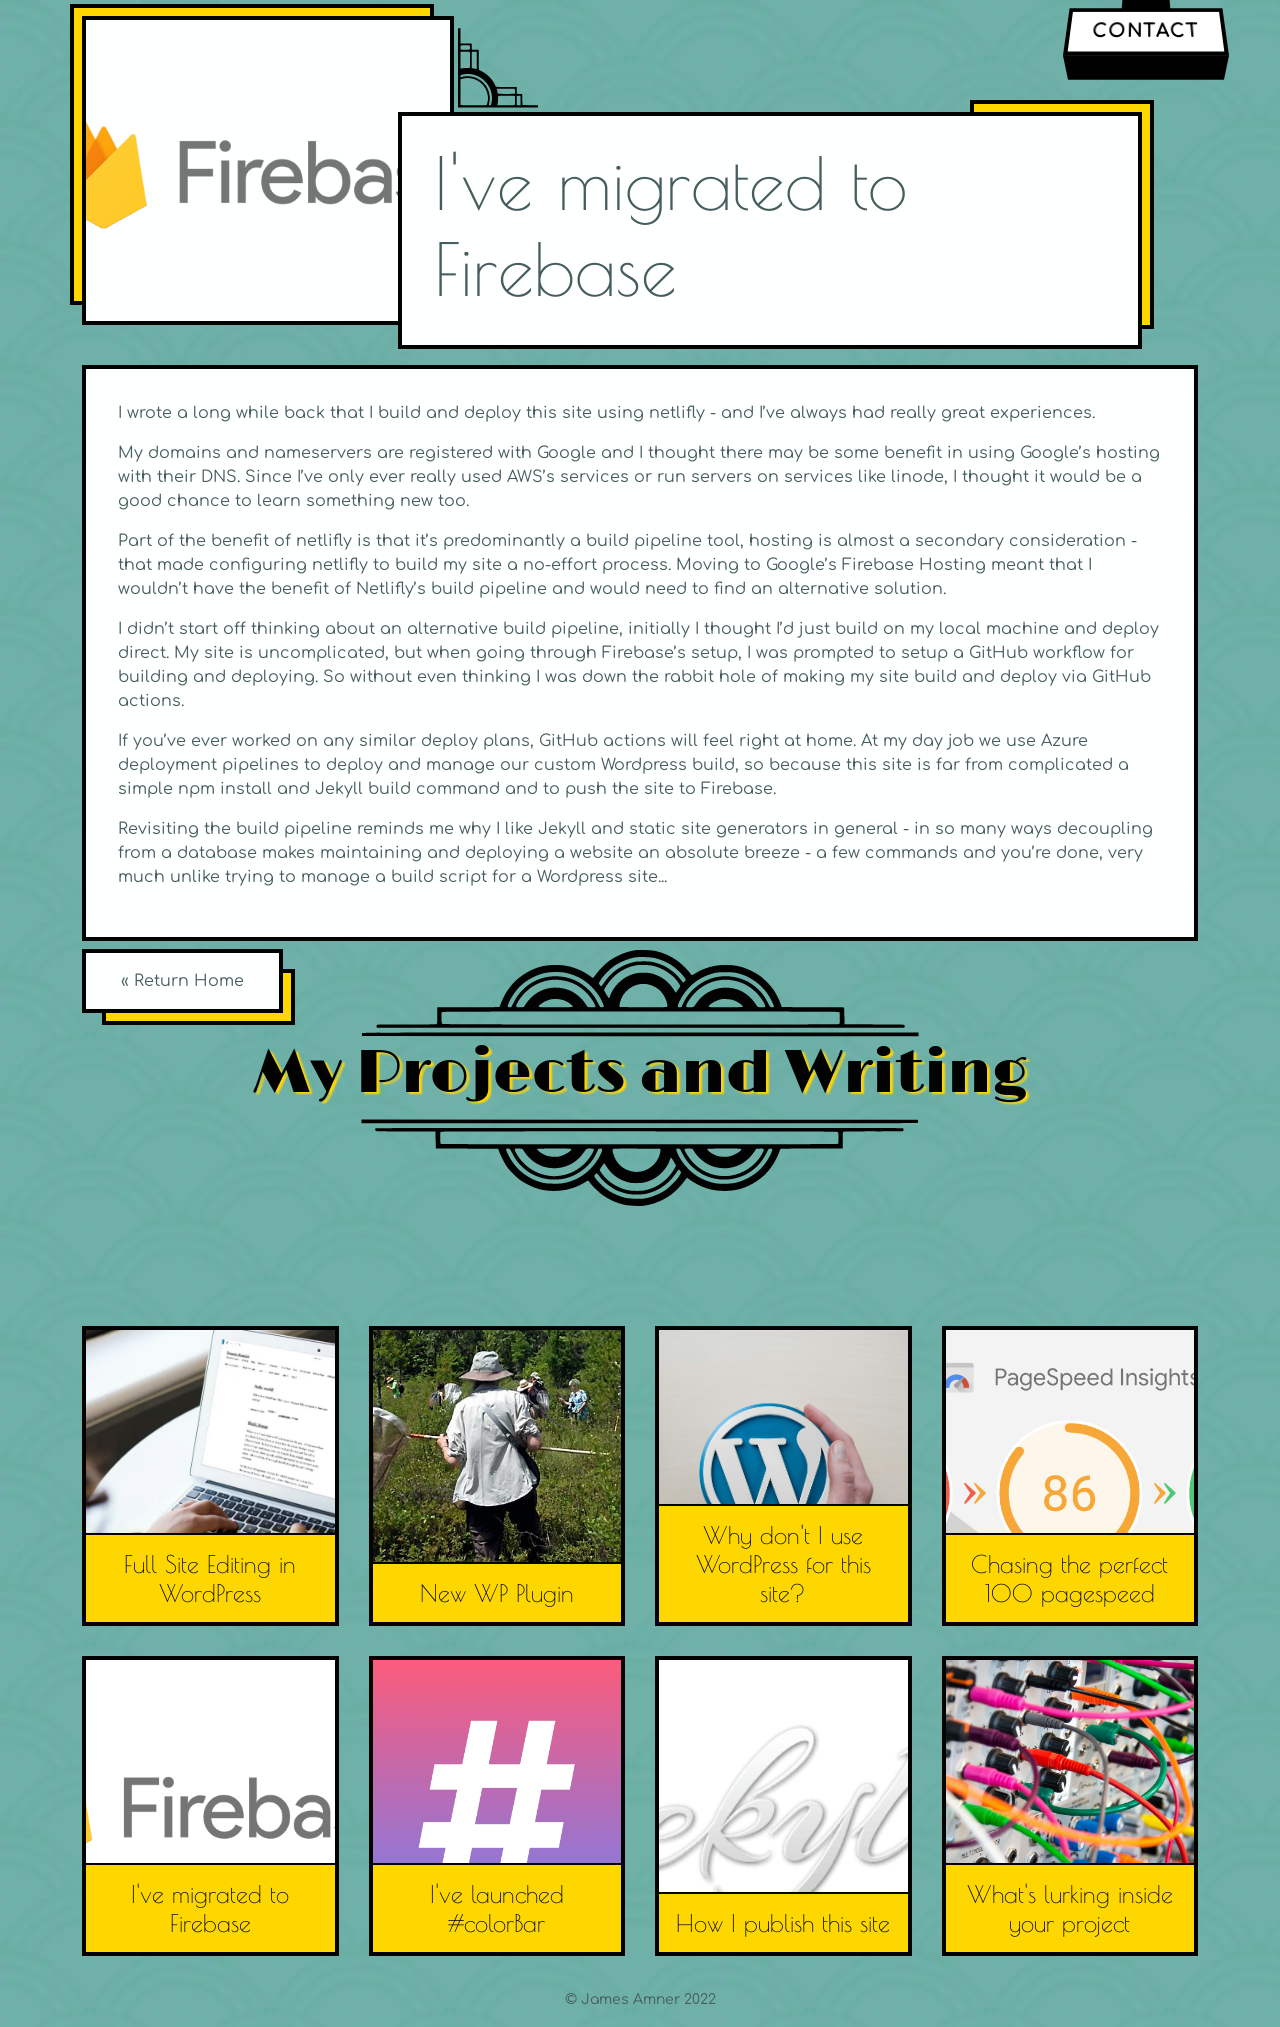 CONTACT
Firebas
I've migrated to
Firebase
I wrote a long while back that I build and deploy this site using netlifly - and I’ve always had really great experiences.
My domains and nameservers are registered with Google and I thought there may be some benefit in using Google’s hosting
with their DNS. Since I’ve only ever really used AWS’s services or run servers on services like linode, I thought it would be a
good chance to learn something new too.
Part of the benefit of netlifly is that it’s predominantly a build pipeline tool, hosting is almost a secondary consideration -
that made configuring netlifly to build my site a no-effort process. Moving to Google’s Firebase Hosting meant that I
wouldn’t have the benefit of Netlifly’s build pipeline and would need to find an alternative solution.
I didn’t start off thinking about an alternative build pipeline, initially I thought I’d just build on my local machine and deploy
direct. My site is uncomplicated, but when going through Firebase’s setup, I was prompted to setup a GitHub workflow for
building and deploying. So without even thinking I was down the rabbit hole of making my site build and deploy via GitHub
actions.
If you’ve ever worked on any similar deploy plans, GitHub actions will feel right at home. At my day job we use Azure
deployment pipelines to deploy and manage our custom Wordpress build, so because this site is far from complicated a
simple npm install and Jekyll build command and to push the site to Firebase.
Revisiting the build pipeline reminds me why I like Jekyll and static site generators in general - in so many ways decoupling
from a database makes maintaining and deploying a website an absolute breeze - a few commands and you’re done, very
much unlike trying to manage a build script for a Wordpress site...
« Return Home
My Projects and Writing
PageSpeed Insights
86
Full Site Editing in
WordPress
New WP Plugin
Why don't I use
WordPress for this
site?
Chasing the perfect
100 pagespeed
Fireba
#
ekyl
I've migrated to
Firebase
I've launched
#colorBar
How I publish this site
What's lurking inside
your project
© James Amner 2022